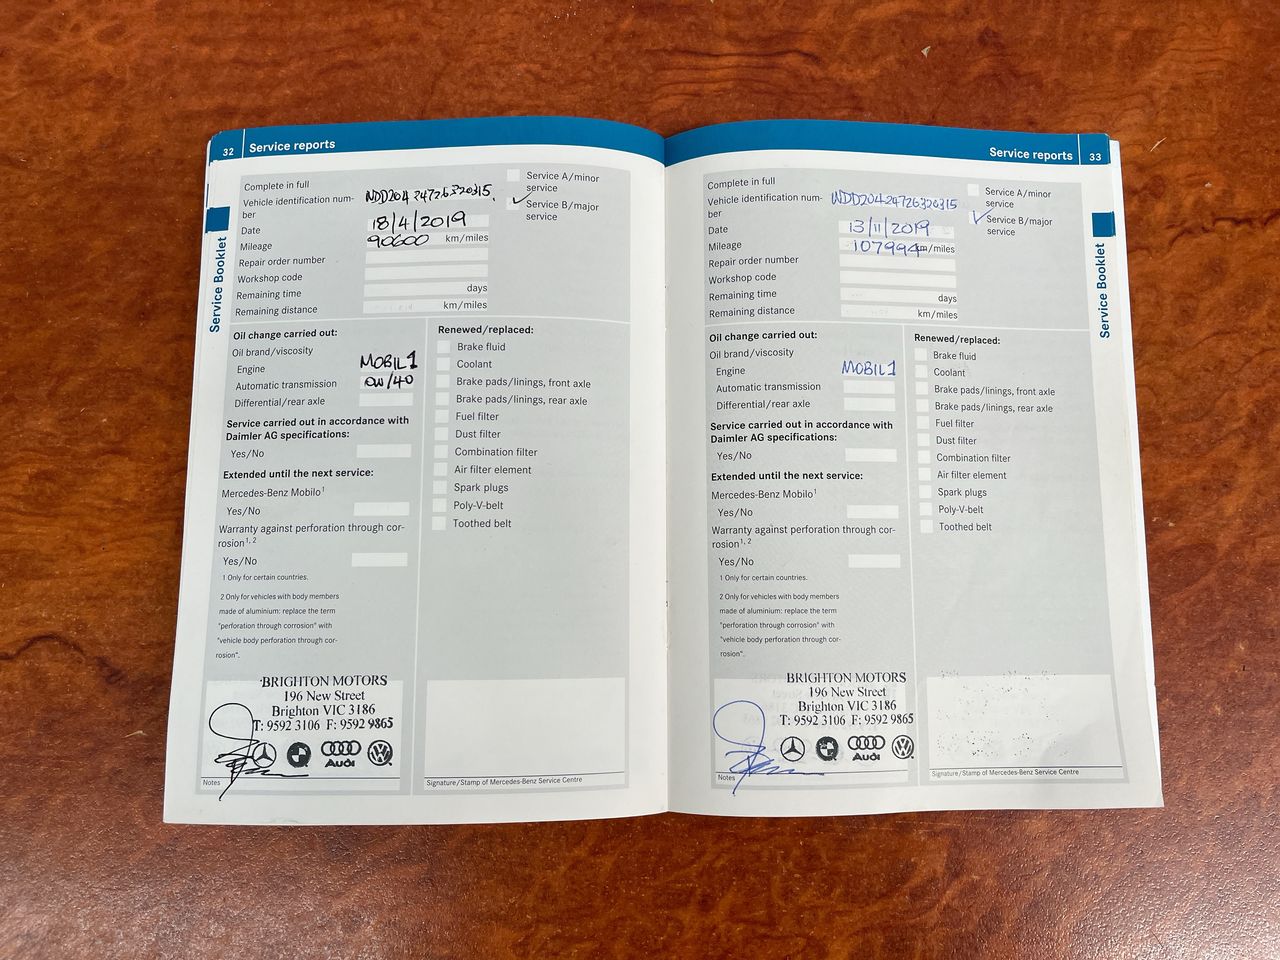 32 Service reports
Service Booklet
Complete in full
Vehicle identification num-
ber
WDD2042472G320315.
Date
18/4/2019
Mileage
90600 km/miles
Repair order number
Workshop code
Remaining time
days
Remaining distance
km/miles
Service A/minor
service
Service B/major
service
Oil change carried out:
Oil brand/viscosity
Engine
MOBIL 1
Automatic transmission
0W/40
Differential/rear axle
Service carried out in accordance with
Daimler AG specifications:
Yes/No
Extended until the next service:
Mercedes-Benz Mobilo1
Yes/No
Warranty against perforation through cor-
rosion1, 2
Yes/No
1 Only for certain countries.
2 Only for vehicles with body members
made of aluminium: replace the term
"perforation through corrosion" with
"vehicle body perforation through cor-
rosion".
Renewed/replaced:
Brake fluid
Coolant
Brake pads/linings, front axle
Brake pads/linings, rear axle
Fuel filter
Dust filter
Combination filter
Air filter element
Spark plugs
Poly-V-belt
Toothed belt
BRIGHTON MOTORS
196 New Street
Brighton VIC 3186
T: 9592 3106 F: 9592 9865
Audi
Notes
Signature/Stamp of Mercedes-Benz Service Centre
Service reports 33
Service Booklet
Complete in full
Vehicle identification num-
ber
WDD2042472G320315
Date
13/11/2019
Mileage
107994 km/miles
Repair order number
Workshop code
Remaining time
days
Remaining distance
km/miles
Service A/minor
service
Service B/major
service
Oil change carried out:
Oil brand/viscosity
Engine
MOBIL 1
Automatic transmission
Differential/rear axle
Service carried out in accordance with
Daimler AG specifications:
Yes/No
Extended until the next service:
Mercedes-Benz Mobilo1
Yes/No
Warranty against perforation through cor-
rosion1, 2
Yes/No
1 Only for certain countries.
2 Only for vehicles with body members
made of aluminium: replace the term
"perforation through corrosion" with
"vehicle body perforation through cor-
rosion".
Renewed/replaced:
Brake fluid
Coolant
Brake pads/linings, front axle
Brake pads/linings, rear axle
Fuel filter
Dust filter
Combination filter
Air filter element
Spark plugs
Poly-V-belt
Toothed belt
BRIGHTON MOTORS
196 New Street
Brighton VIC 3186
T: 9592 3106 F: 9592 9865
Audi
Notes
Signature/Stamp of Mercedes-Benz Service Centre